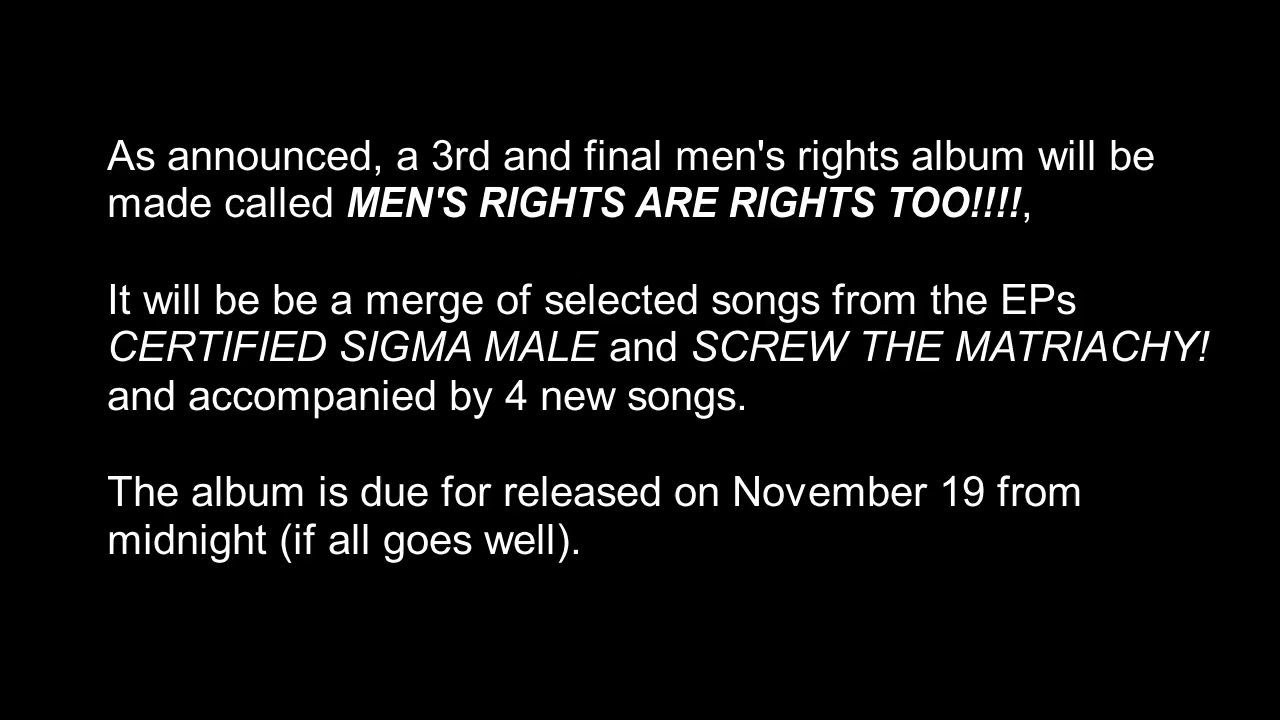 As announced, a 3rd and final men's rights album will be
made called MEN'S RIGHTS ARE RIGHTS TOO!!!!,
It will be be a merge of selected songs from the EPs
CERTIFIED SIGMA MALE and SCREW THE MATRIACHY!
and accompanied by 4 new songs.
The album is due for released on November 19 from
midnight (if all goes well).